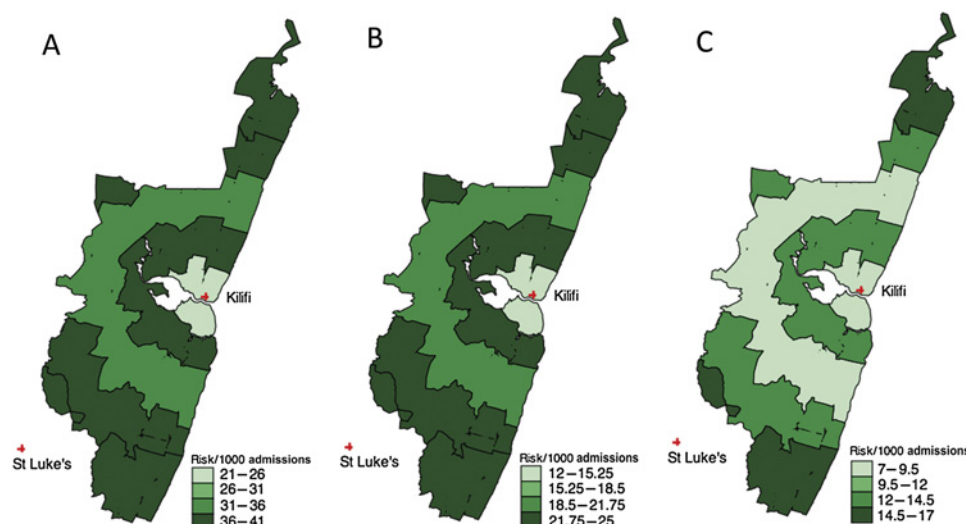 A
Kilifi
St Luke's
Risk/1000 admissions
21–26
26–31
31–36
36–41
B
Kilifi
St Luke's
Risk/1000 admissions
12–15.25
15.25–18.5
18.5–21.75
21.75–25
C
Kilifi
St Luke's
Risk/1000 admissions
7–9.5
9.5–12
12–14.5
14.5–17